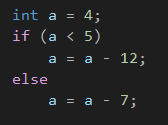 int a = 4;
if (a < 5)
    a = a - 12;
else
    a = a - 7;